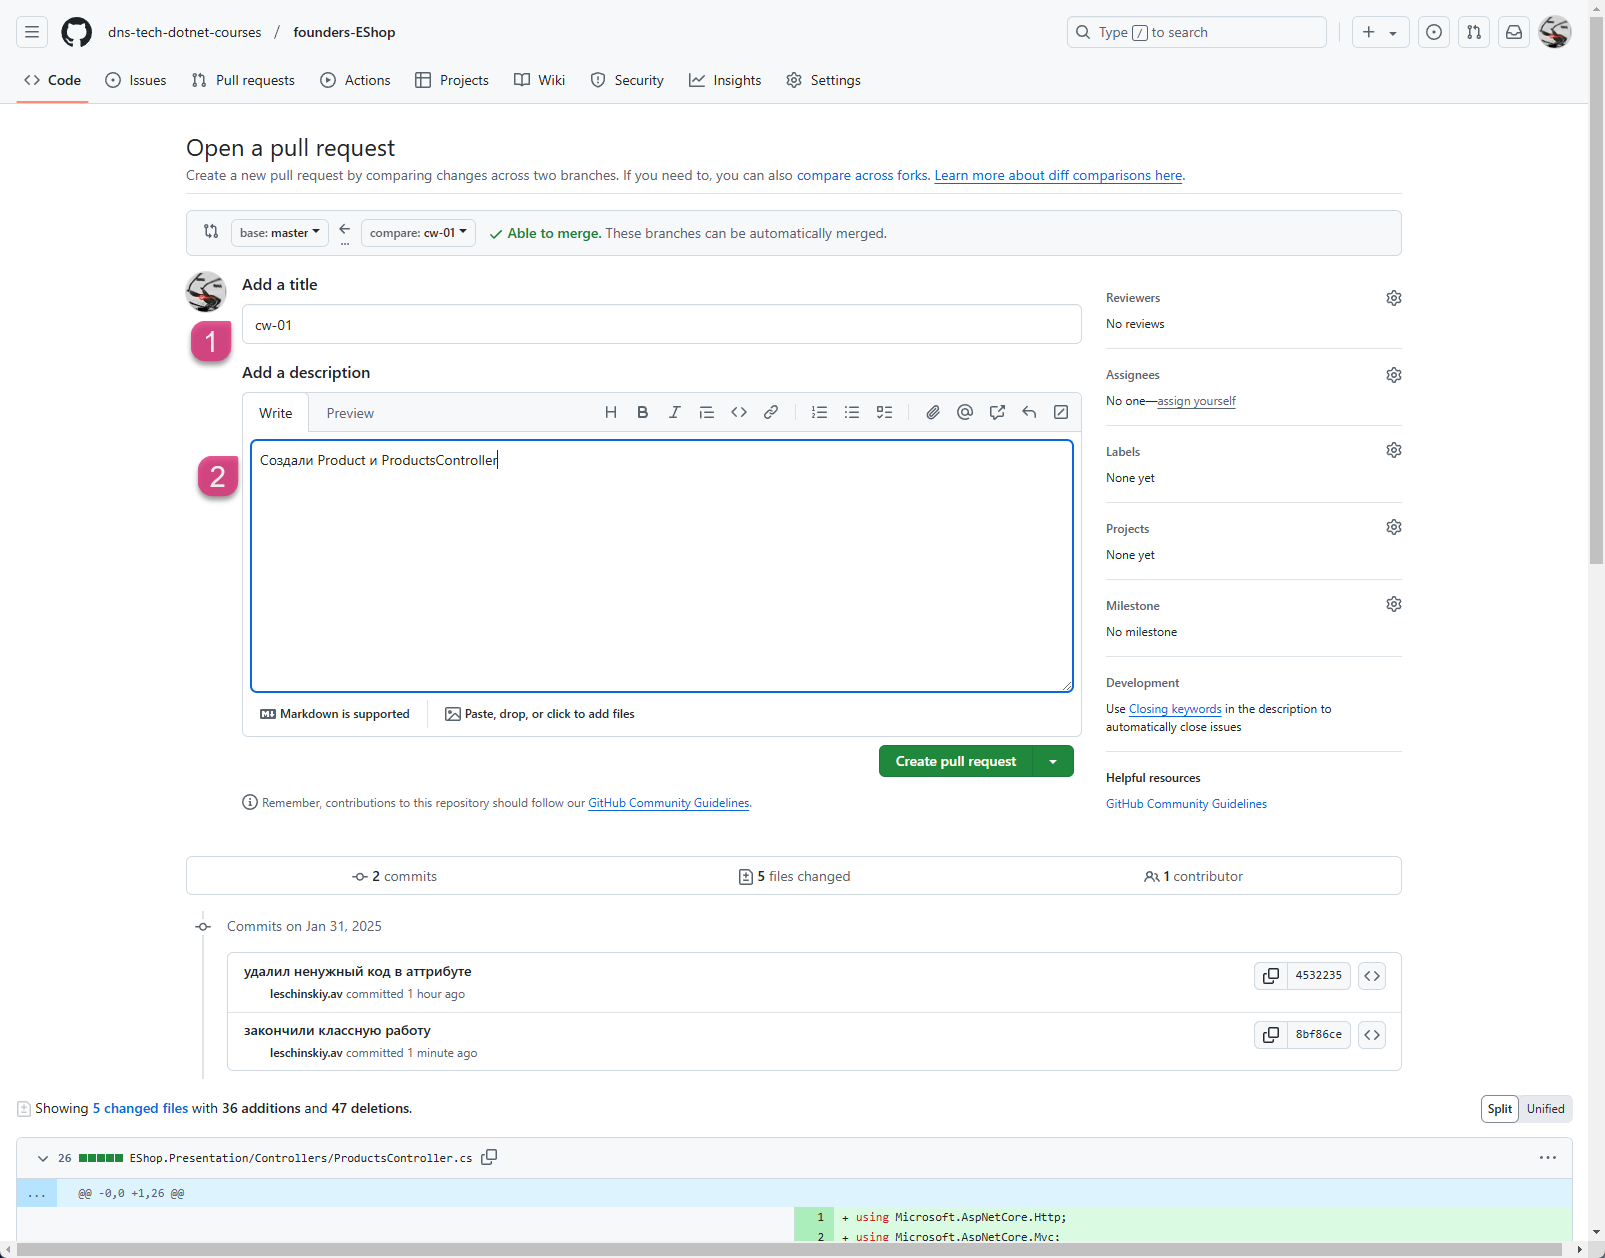 dns-tech-dotnet-courses / founders-EShop
Type / to search
Code Issues Pull requests Actions Projects Wiki Security Insights Settings
Open a pull request
Create a new pull request by comparing changes across two branches. If you need to, you can also compare across forks. Learn more about diff comparisons here.
base: master compare: cw-01 Able to merge. These branches can be automatically merged.
Add a title
cw-01
1
Add a description
Write Preview
Создали Product и ProductsController
2
Markdown is supported Paste, drop, or click to add files
Create pull request
Remember, contributions to this repository should follow our GitHub Community Guidelines.
Reviewers
No reviews
Assignees
No one—assign yourself
Labels
None yet
Projects
None yet
Milestone
No milestone
Development
Use Closing keywords in the description to
automatically close issues
Helpful resources
GitHub Community Guidelines
2 commits 5 files changed 1 contributor
Commits on Jan 31, 2025
удалил ненужный код в аттрибуте
4532235
leschinskiy.av committed 1 hour ago
закончили классную работу
8bf86ce
leschinskiy.av committed 1 minute ago
Showing 5 changed files with 36 additions and 47 deletions.
Split Unified
26 EShop.Presentation/Controllers/ProductsController.cs
... @@ -0,0 +1,26 @@
1 + using Microsoft.AspNetCore.Http;
2 + using Microsoft.AspNetCore.Mvc;